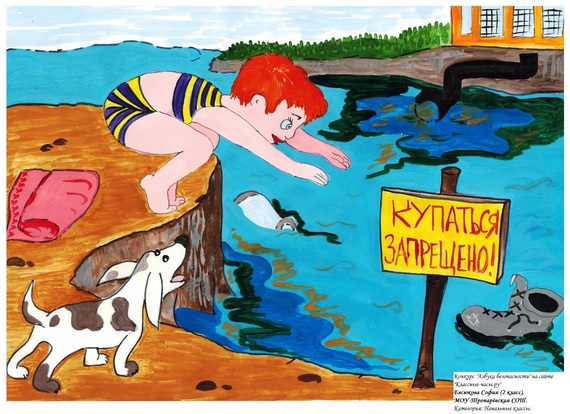 КУПАТЬСЯ
ЗАПРЕЩЕНО!
Конкурс "Азбука безопасности" на сайте
"Классные-часы.ру"
Евсюкова София (2 класс),
МОУ Тропарёвская СОШ.
Категория: Начальные классы.